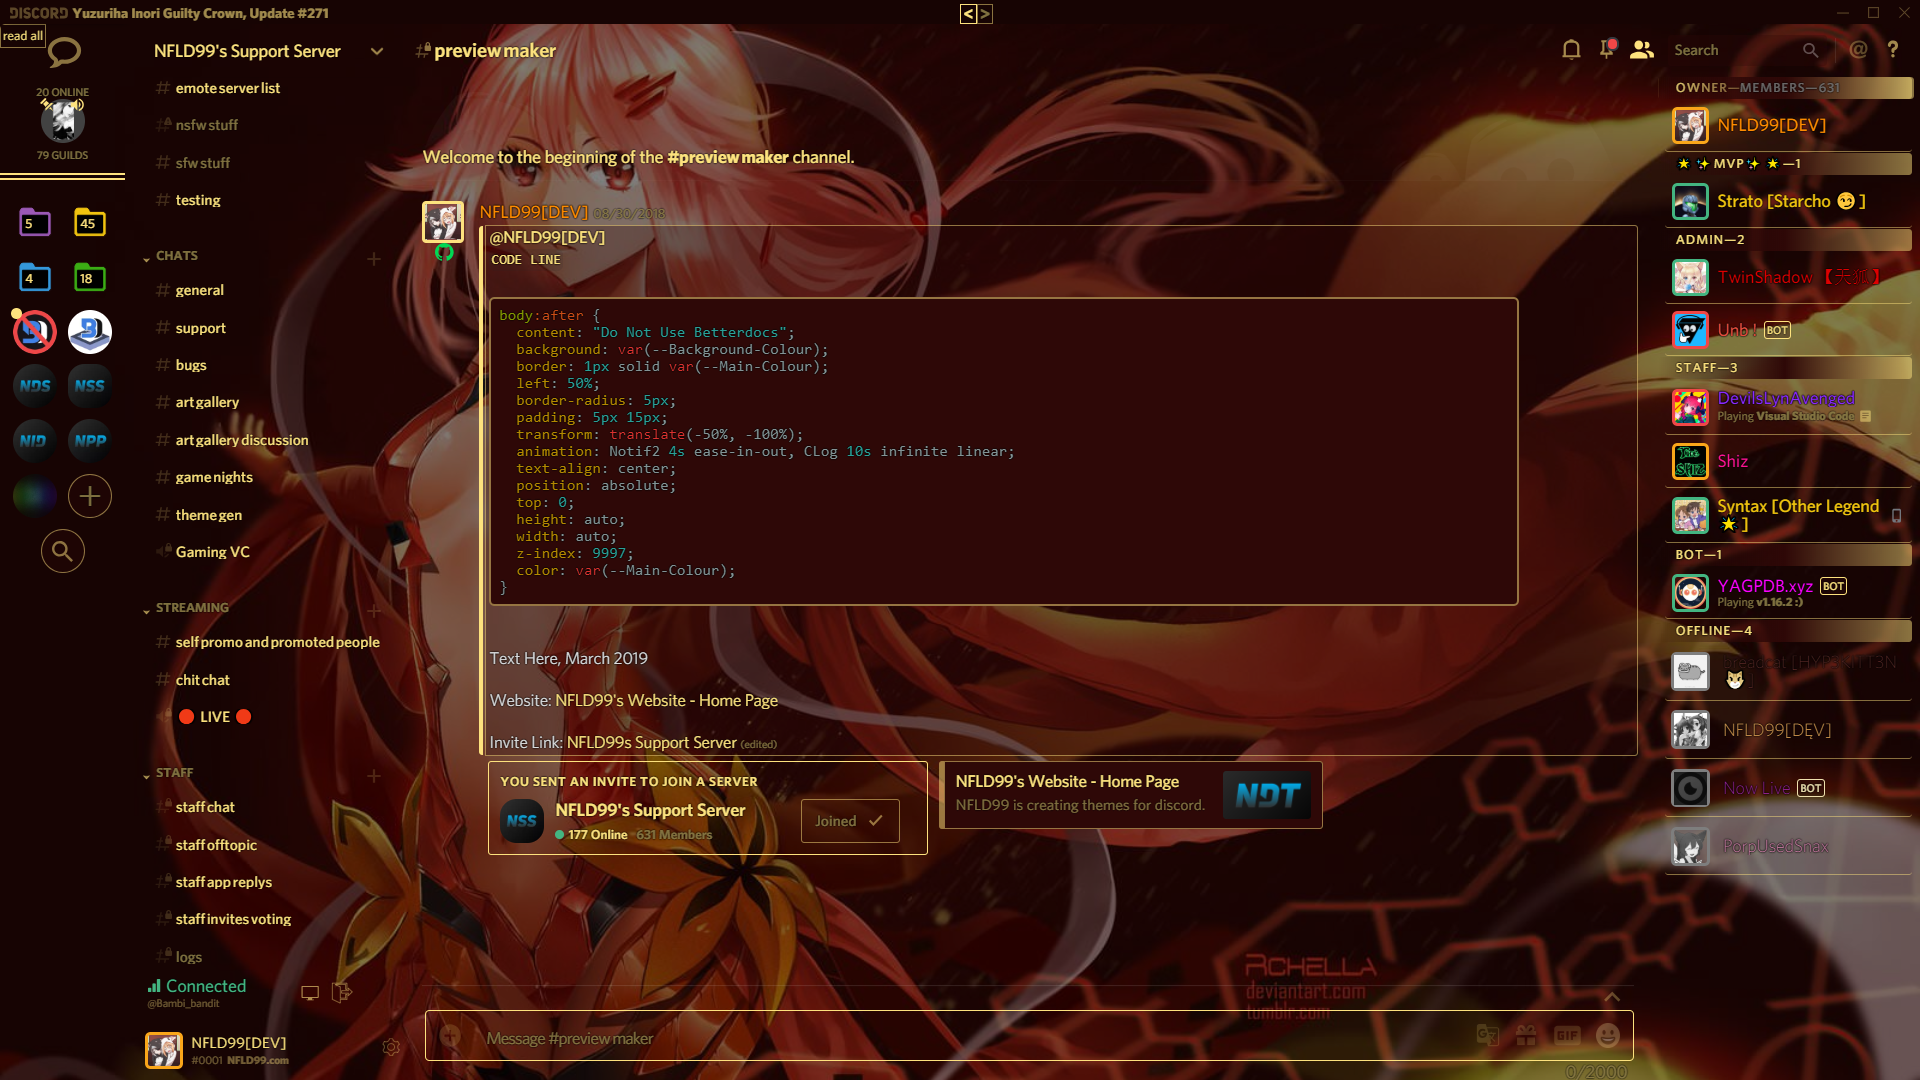 DISCORD Yuzuriha Inori Guilty Crown, Update #271
< >
read all
20 ONLINE
79 GUILDS
5
45
4
18
NDS
NSS
NID
NPP
NFLD99's Support Server
# emote server list
# nsfw stuff
# sfw stuff
# testing
CHATS
# general
# support
# bugs
# art gallery
# art gallery discussion
# game nights
# theme gen
Gaming VC
STREAMING
# self promo and promoted people
# chit chat
LIVE
STAFF
# staff chat
# staff offtopic
# staff app replys
# staff invites voting
# logs
Connected
@Bambi_bandit
NFLD99[DEV]
#0001 NFLD99.com
# preview maker
Search
@ ?
Welcome to the beginning of the #preview maker channel.
NFLD99[DEV] 08/30/2018
@NFLD99[DEV]
CODE LINE
body:after {
content: "Do Not Use Betterdocs";
background: var(--Background-Colour);
border: 1px solid var(--Main-Colour);
left: 50%;
border-radius: 5px;
padding: 5px 15px;
transform: translate(-50%, -100%);
animation: Notif2 4s ease-in-out, CLog 10s infinite linear;
text-align: center;
position: absolute;
top: 0;
height: auto;
width: auto;
z-index: 9997;
color: var(--Main-Colour);
}
Text Here, March 2019
Website: NFLD99's Website - Home Page
Invite Link: NFLD99s Support Server (edited)
YOU SENT AN INVITE TO JOIN A SERVER
NSS
NFLD99's Support Server
177 Online 631 Members
Joined
NFLD99's Website - Home Page
NFLD99 is creating themes for discord.
NDT
RCHELLA
deviantart.com
tumblr.com
Message #preview maker
GIF
0/2000
OWNER—MEMBERS—631
NFLD99[DEV]
MVP —1
Strato [Starcho 😏 ]
ADMIN—2
TwinShadow 【天狐】
Unb ! BOT
STAFF—3
DevilsLynAvenged
Playing Visual Studio Code
The SHIZ
Shiz
Syntax [Other Legend
🌟 ]
BOT—1
YAGPDB.xyz BOT
Playing v1.16.2 :)
OFFLINE—4
NFLD99[DĘV]
Now Live BOT
PorpUsedSnax